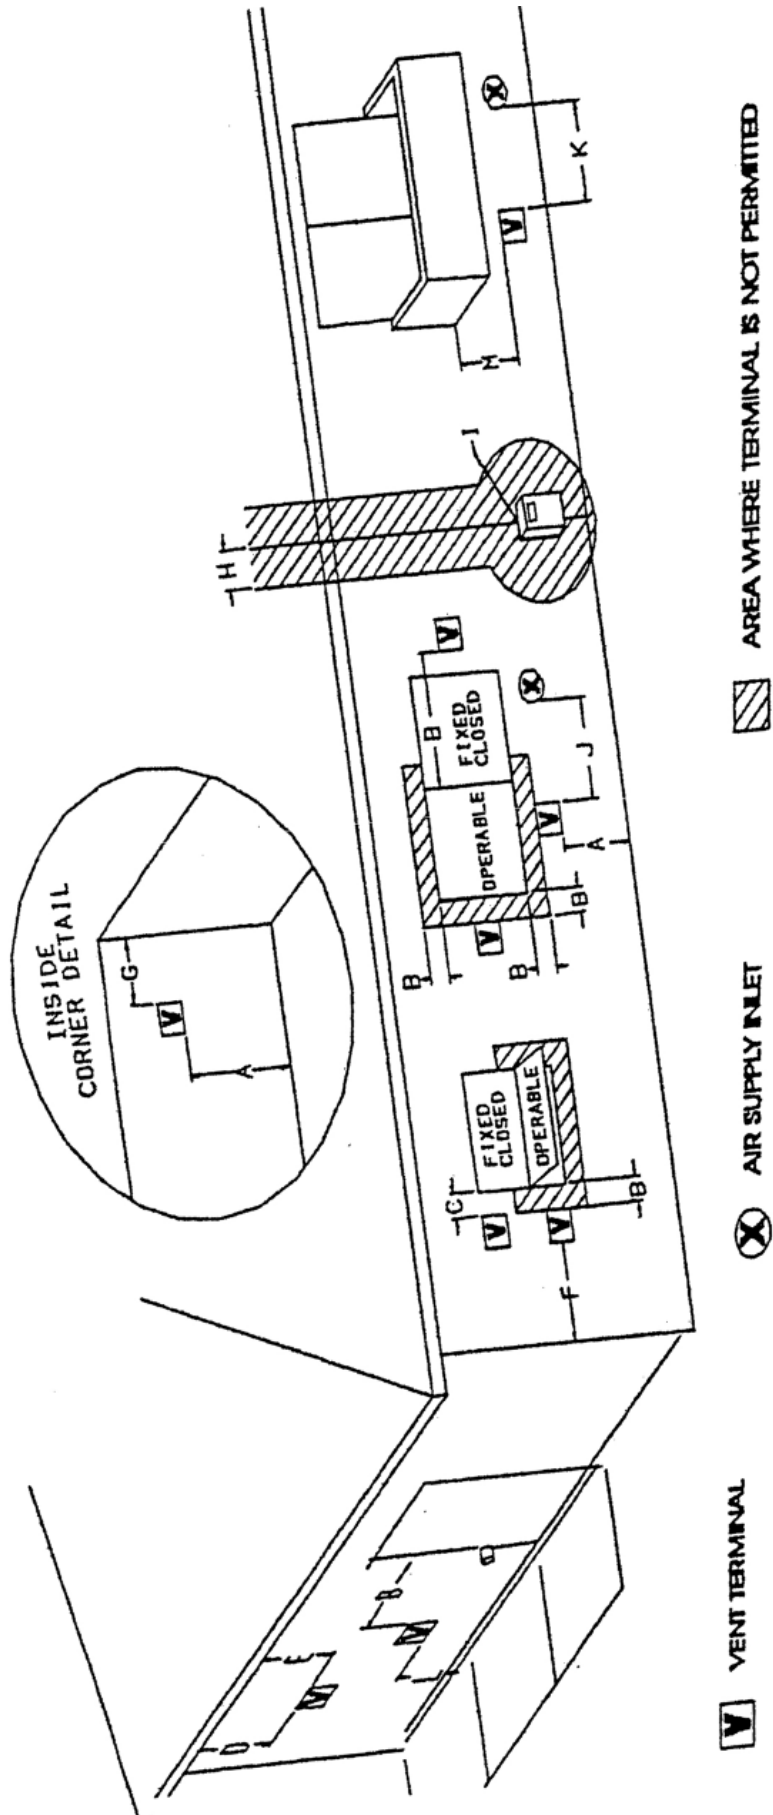 INSIDE
CORNER DETAIL
G
V
A
D
E
V
B
V
L
C
V
V
F
FIXED
CLOSED
OPERABLE
B
B
B
V
B
FIXED
CLOSED
OPERABLE
B
V
V
A
X
J
H
I
M
V
X
K
V VENT TERMINAL
X AIR SUPPLY INLET
AREA WHERE TERMINAL IS NOT PERMITTED